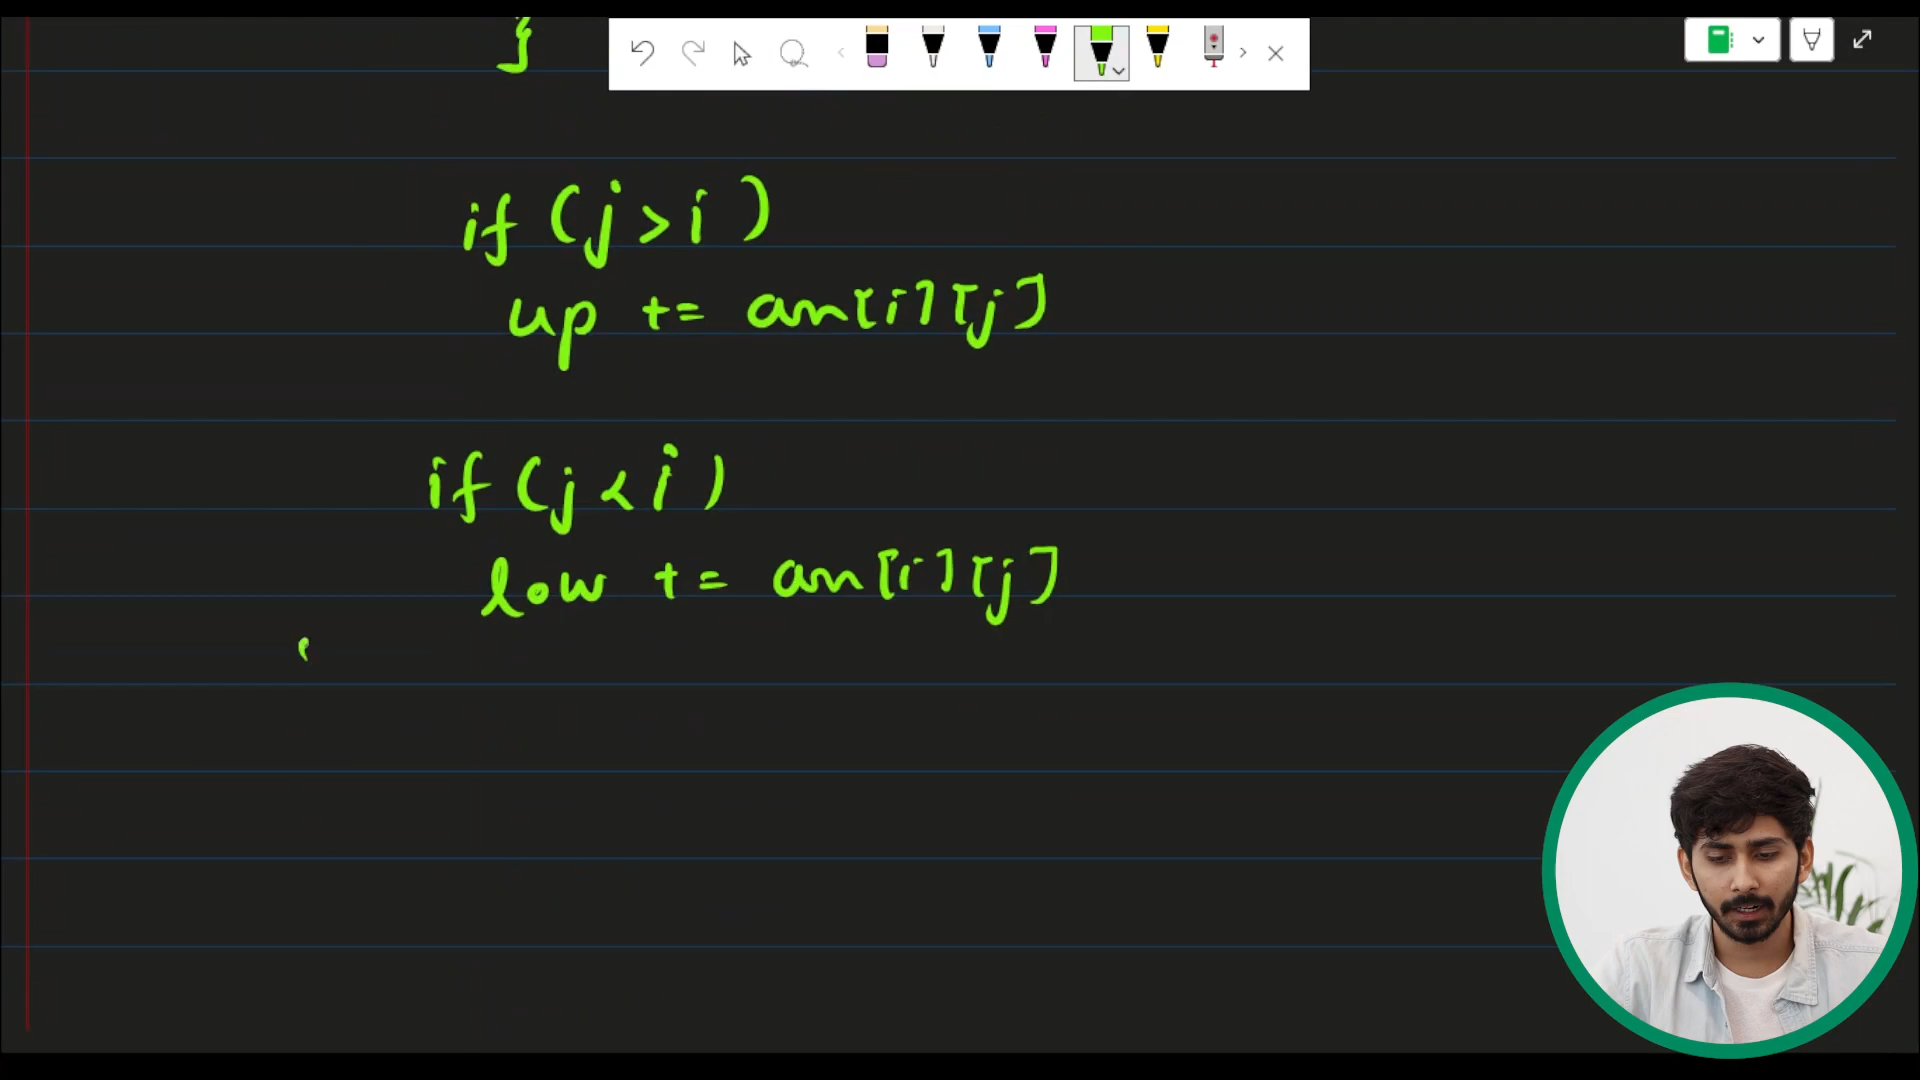 }
if (j > i )
up += arr[i][j]
if (j < i )
low += arr[i][j]